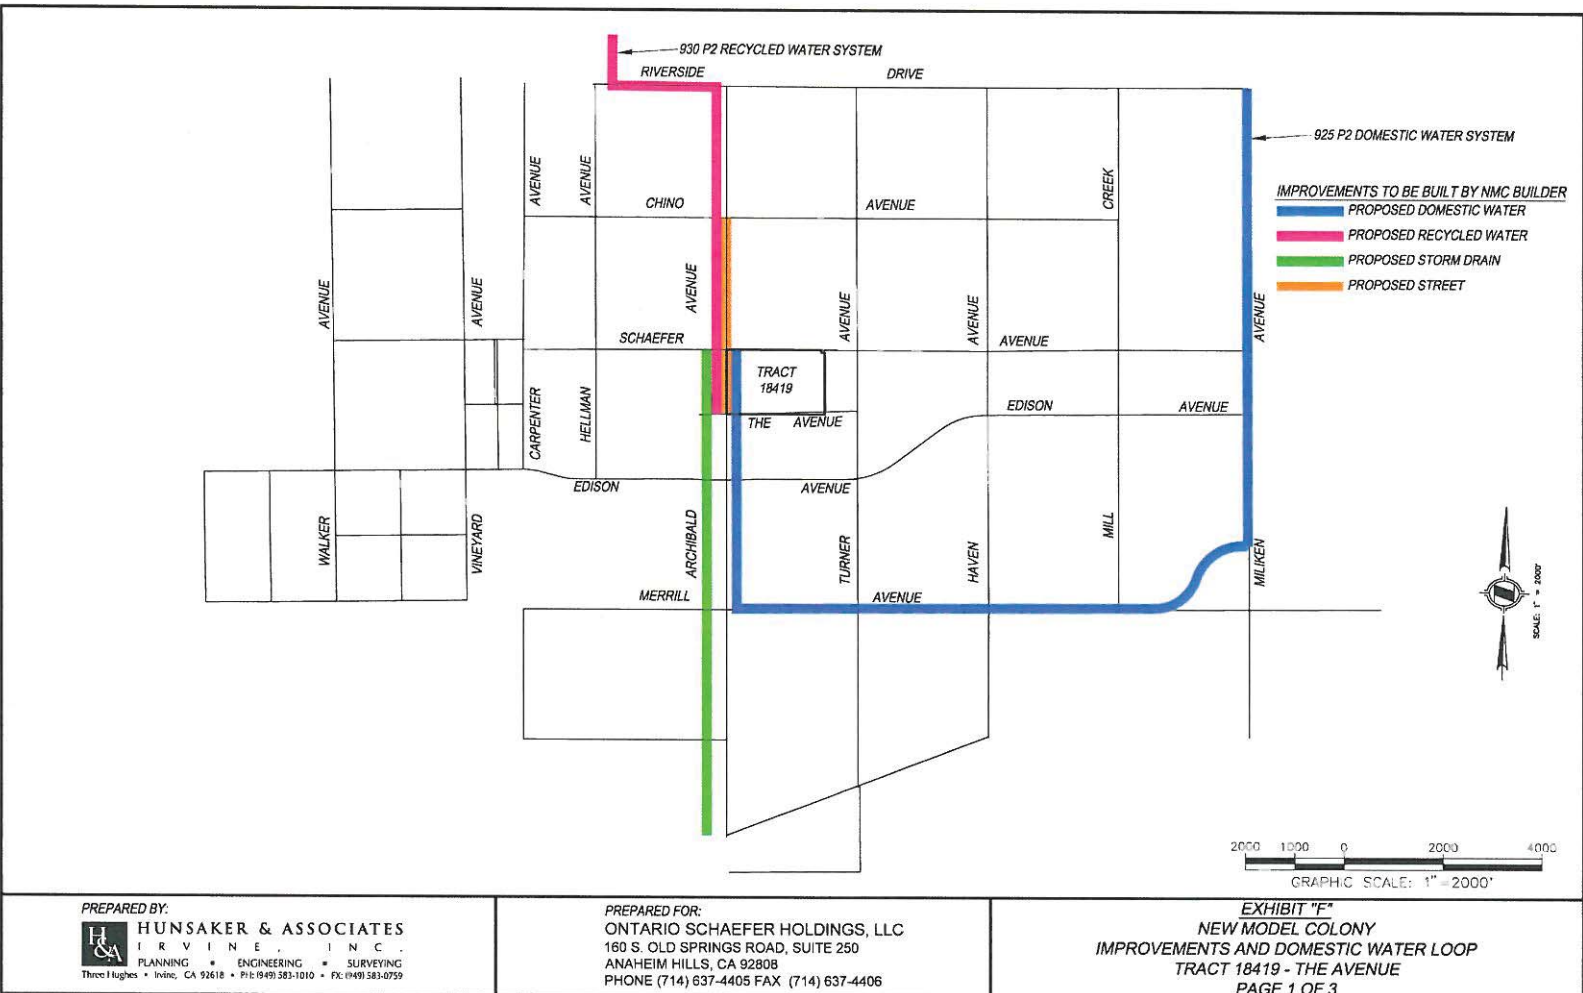 930 P2 RECYCLED WATER SYSTEM
RIVERSIDE DRIVE
925 P2 DOMESTIC WATER SYSTEM
IMPROVEMENTS TO BE BUILT BY NMC BUILDER
PROPOSED DOMESTIC WATER
PROPOSED RECYCLED WATER
PROPOSED STORM DRAIN
PROPOSED STREET
AVENUE
AVENUE
CREEK
CHINO AVENUE
AVENUE
AVENUE
AVENUE
AVENUE
AVENUE
AVENUE
SCHAEFER AVENUE
TRACT
18419
CARPENTER
HELLMAN
THE AVENUE
EDISON AVENUE
EDISON AVENUE
WALKER
VINEYARD
ARCHIBALD
TURNER
HAVEN
MILL
MILIKEN
MERRILL AVENUE
SCALE: 1" = 2000'
2000 1000 0 2000 4000
GRAPHIC SCALE: 1"=2000'
PREPARED BY:
H&A
HUNSAKER & ASSOCIATES
IRVINE, INC.
PLANNING • ENGINEERING • SURVEYING
Three Hughes • Irvine, CA 92618 • PH: (949) 583-1010 • FX: (949) 583-0759
PREPARED FOR:
ONTARIO SCHAEFER HOLDINGS, LLC
160 S. OLD SPRINGS ROAD, SUITE 250
ANAHEIM HILLS, CA 92808
PHONE (714) 637-4405 FAX (714) 637-4406
EXHIBIT "F"
NEW MODEL COLONY
IMPROVEMENTS AND DOMESTIC WATER LOOP
TRACT 18419 - THE AVENUE
PAGE 1 OF 3